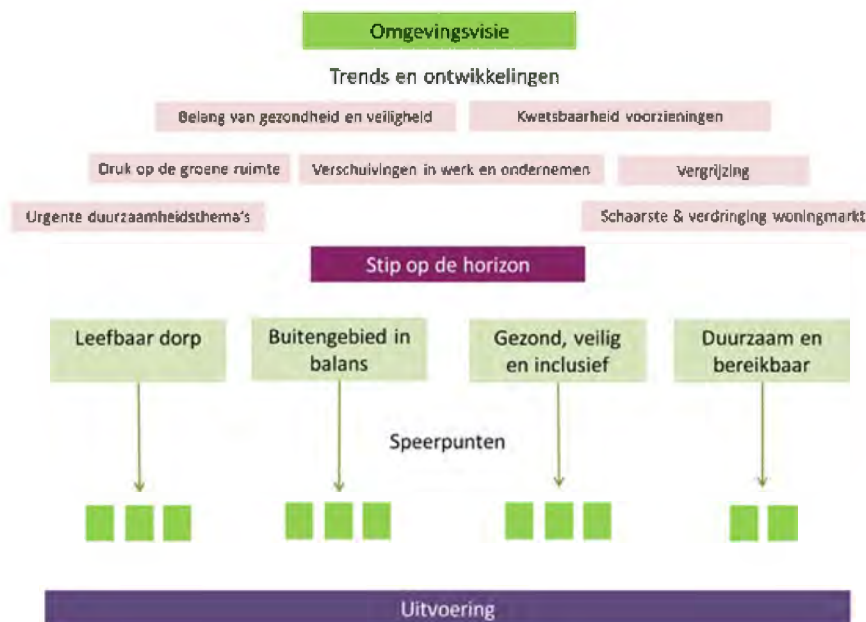 Omgevingsvisie
Trends en ontwikkelingen
Belang van gezondheid en veiligheid
Kwetsbaarheid voorzieningen
Druk op de groene ruimte
Verschuivingen in werk en ondernemen
Vergrijzing
Urgente duurzaamheidsthema's
Schaarste & verdringing woningmarkt
Stip op de horizon
Leefbaar dorp
Buitengebied in
balans
Gezond, veilig
en inclusief
Duurzaam en
bereikbaar
Speerpunten
Uitvoering